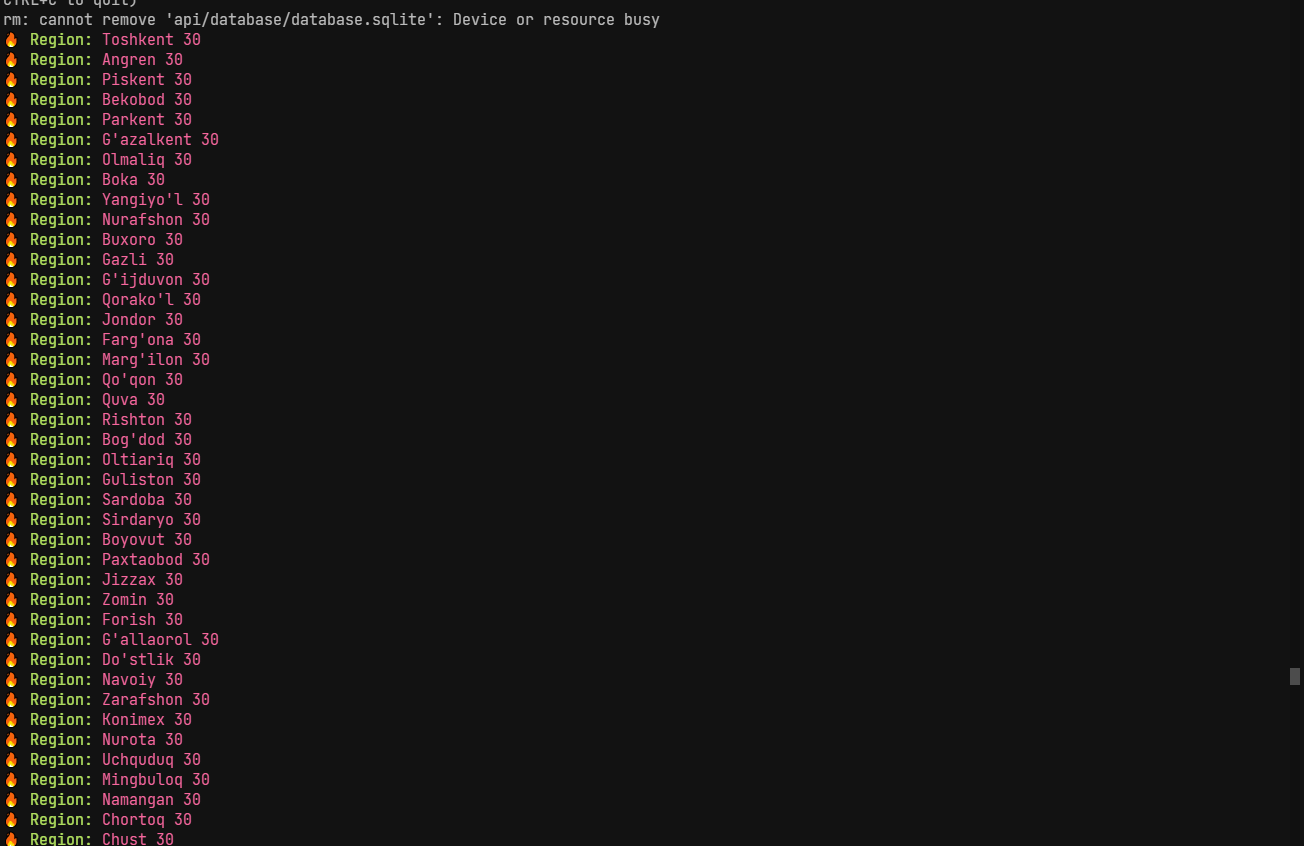 CTRL+C to quit)
rm: cannot remove 'api/database/database.sqlite': Device or resource busy
🔥 Region: Toshkent 30
🔥 Region: Angren 30
🔥 Region: Piskent 30
🔥 Region: Bekobod 30
🔥 Region: Parkent 30
🔥 Region: G'azalkent 30
🔥 Region: Olmaliq 30
🔥 Region: Boka 30
🔥 Region: Yangiyo'l 30
🔥 Region: Nurafshon 30
🔥 Region: Buxoro 30
🔥 Region: Gazli 30
🔥 Region: G'ijduvon 30
🔥 Region: Qorako'l 30
🔥 Region: Jondor 30
🔥 Region: Farg'ona 30
🔥 Region: Marg'ilon 30
🔥 Region: Qo'qon 30
🔥 Region: Quva 30
🔥 Region: Rishton 30
🔥 Region: Bog'dod 30
🔥 Region: Oltiariq 30
🔥 Region: Guliston 30
🔥 Region: Sardoba 30
🔥 Region: Sirdaryo 30
🔥 Region: Boyovut 30
🔥 Region: Paxtaobod 30
🔥 Region: Jizzax 30
🔥 Region: Zomin 30
🔥 Region: Forish 30
🔥 Region: G'allaorol 30
🔥 Region: Do'stlik 30
🔥 Region: Navoiy 30
🔥 Region: Zarafshon 30
🔥 Region: Konimex 30
🔥 Region: Nurota 30
🔥 Region: Uchquduq 30
🔥 Region: Mingbuloq 30
🔥 Region: Namangan 30
🔥 Region: Chortoq 30
🔥 Region: Chust 30